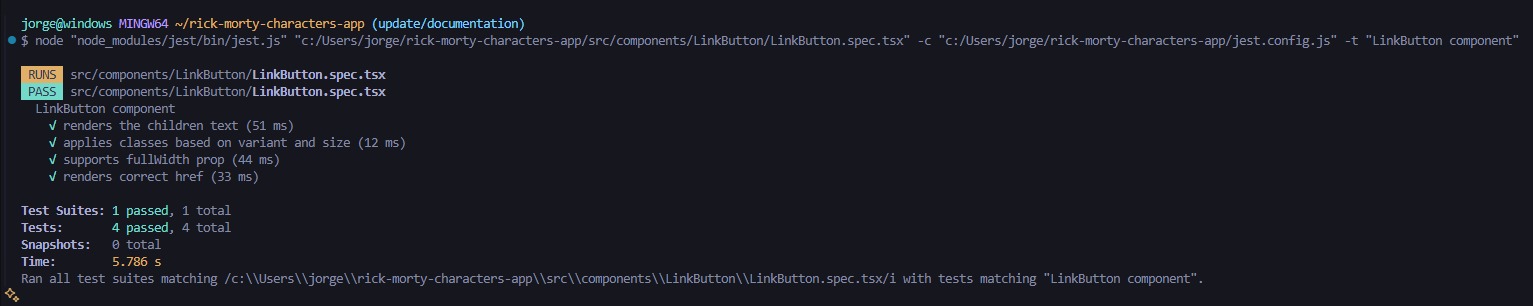 jorge@windows MINGW64 ~/rick-morty-characters-app (update/documentation)
$ node "node_modules/jest/bin/jest.js" "c:/Users/jorge/rick-morty-characters-app/src/components/LinkButton/LinkButton.spec.tsx" -c "c:/Users/jorge/rick-morty-characters-app/jest.config.js" -t "LinkButton component"
RUNS src/components/LinkButton/LinkButton.spec.tsx
PASS src/components/LinkButton/LinkButton.spec.tsx
LinkButton component
√ renders the children text (51 ms)
√ applies classes based on variant and size (12 ms)
√ supports fullWidth prop (44 ms)
√ renders correct href (33 ms)
Test Suites: 1 passed, 1 total
Tests: 4 passed, 4 total
Snapshots: 0 total
Time: 5.786 s
Ran all test suites matching /c:\\Users\\jorge\\rick-morty-characters-app\\src\\components\\LinkButton\\LinkButton.spec.tsx/i with tests matching "LinkButton component".